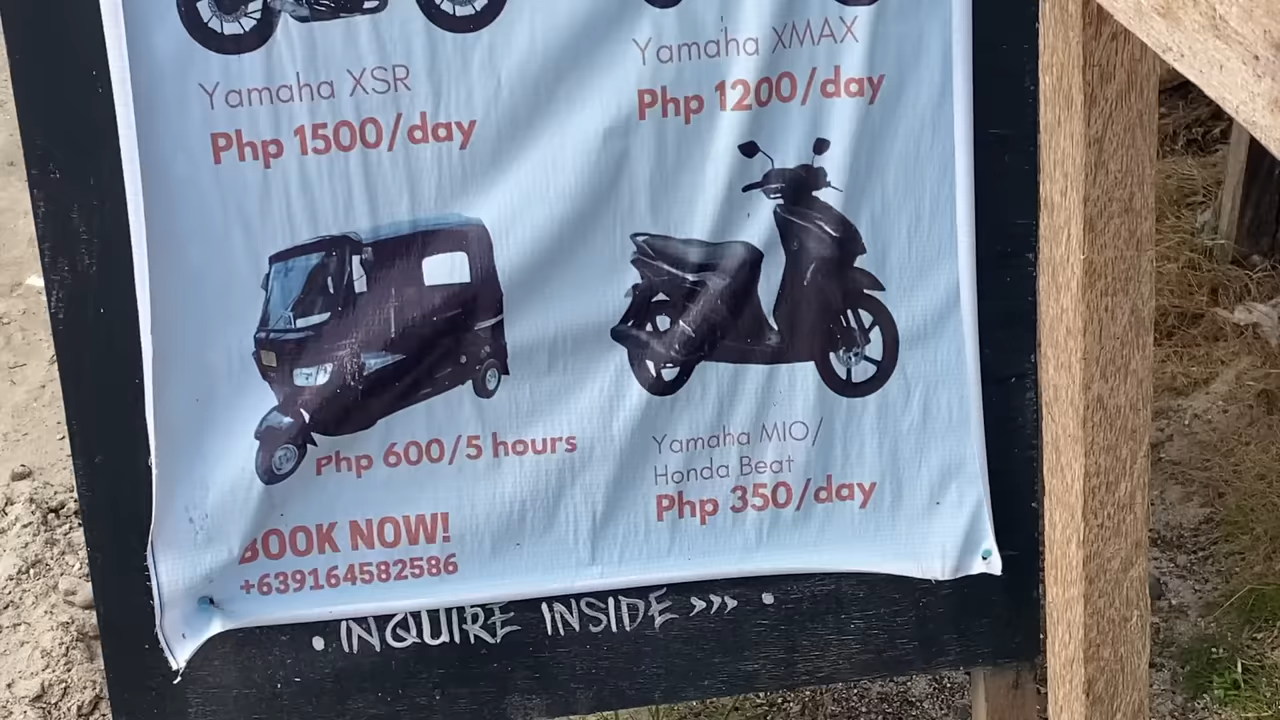 Yamaha XSR
Php 1500/day
Yamaha XMAX
Php 1200/day
Php 600/5 hours
Yamaha MIO/
Honda Beat
Php 350/day
BOOK NOW!
+639164582586
• INQUIRE INSIDE >>> •